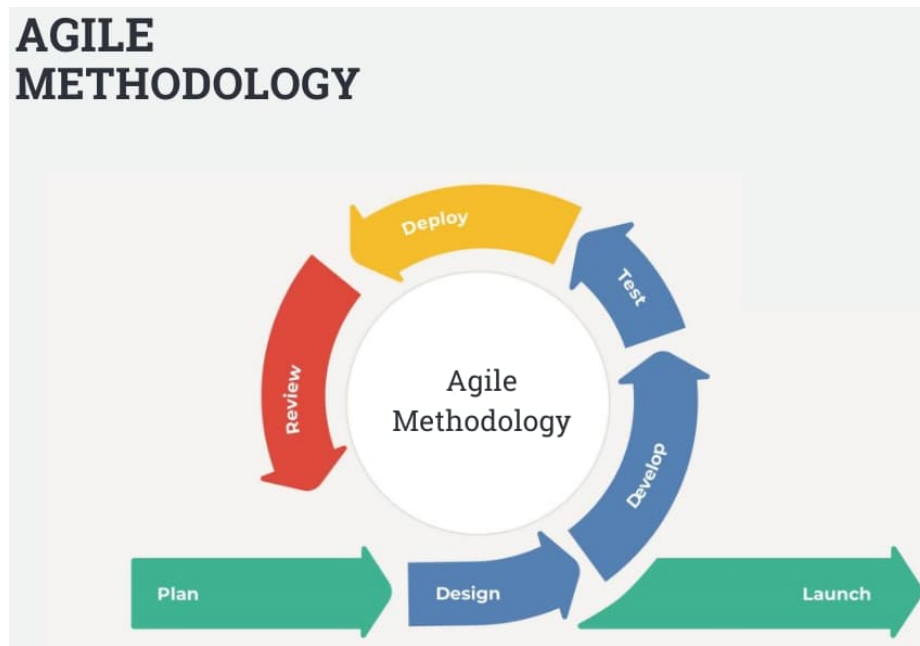 AGILE
METHODOLOGY
Deploy
Test
Review
Agile
Methodology
Develop
Plan
Design
Launch